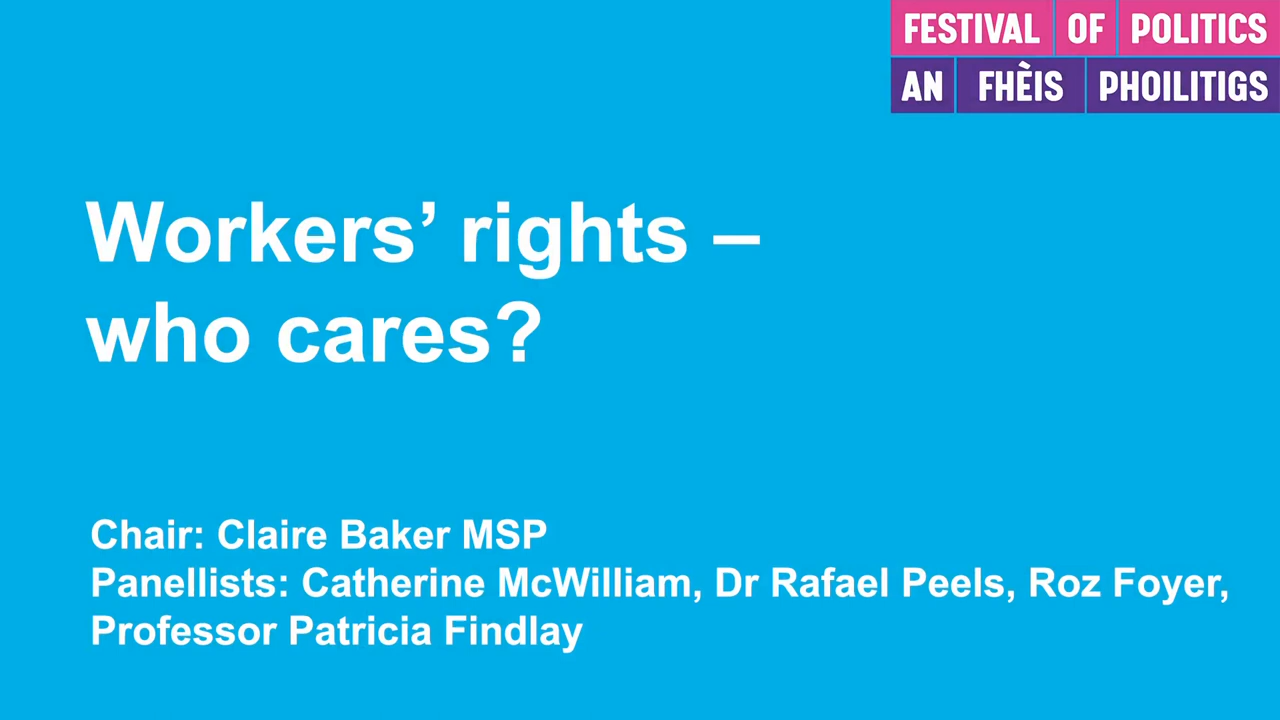 FESTIVAL OF POLITICS
AN FHÈIS PHOILITIGS
Workers’ rights –
who cares?
Chair: Claire Baker MSP
Panellists: Catherine McWilliam, Dr Rafael Peels, Roz Foyer,
Professor Patricia Findlay